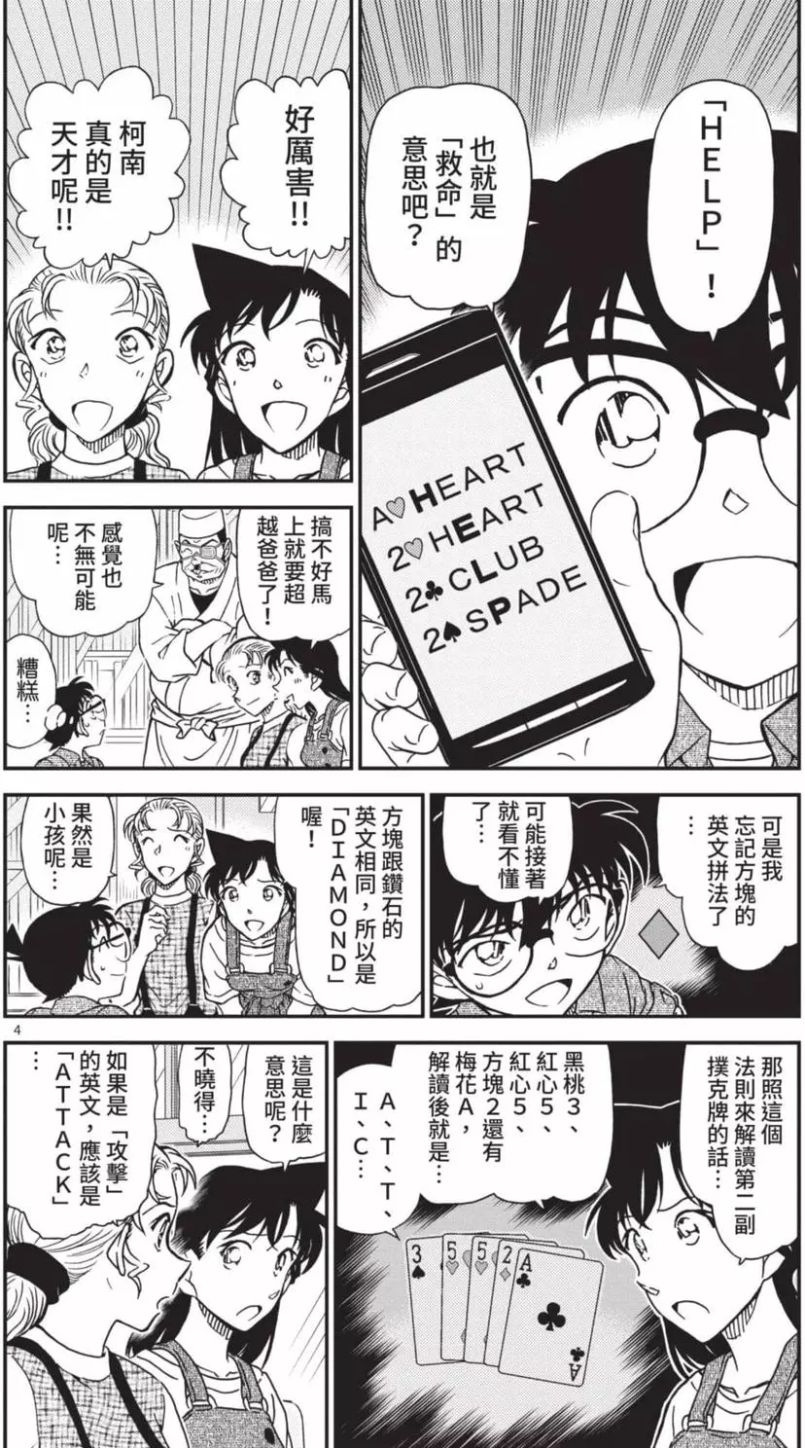 「HELP」！
也就是
「救命」的
意思吧？
A♡HEART
2♡HEART
2♣CLUB
2♠SPADE
好厲害!!
柯南
真的是
天才呢!!
搞不好馬
上就要超
越爸爸了！
感覺也
不無可能
呢…
糟糕…
可是我
忘記方塊的
英文拼法了
…
可能接著
就看不懂
了…
方塊跟鑽石的
英文相同，所以是
「DIAMOND」
喔！
果然是
小孩呢…
4
那照這個
法則來解讀第二副
撲克牌的話…
黑桃3、
紅心5、
紅心5、
方塊2還有
梅花A，
解讀後就是…
A、T、T、
I、C…
3
5
5
2
A
A
這是什麼
意思呢？
不曉得…
如果是「攻擊」
的英文，應該是
「ATTACK」
…